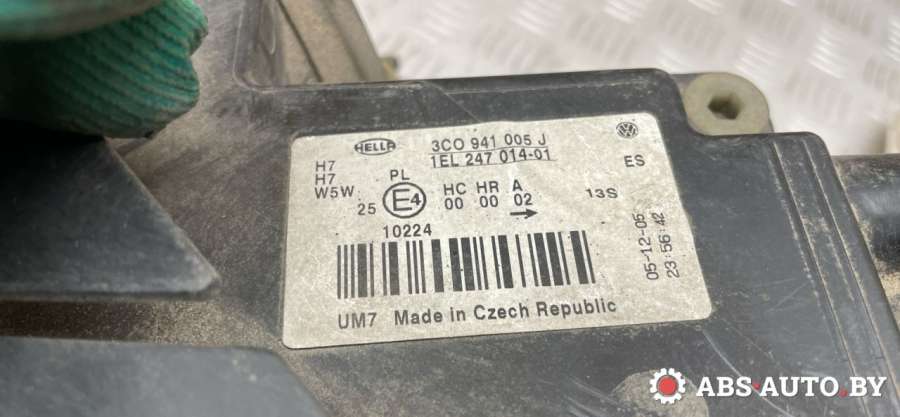 HELLA 3C0 941 005 J
1EL 247 014-01
H7
H7
W5W
PL
ES
HC HR A
25 E4 00 00 02 → 13S
10224
05-12-05
23:56:42
UM7 Made in Czech Republic
ABS-AUTO.BY